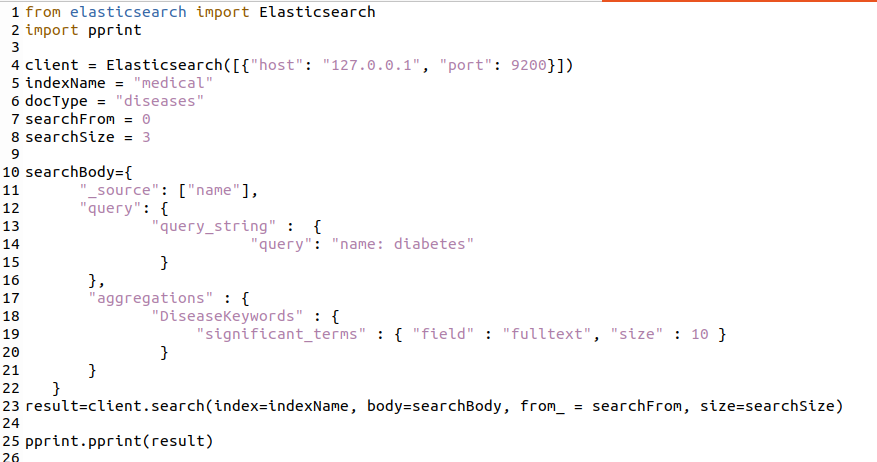 1 from elasticsearch import Elasticsearch
2 import pprint
3
4 client = Elasticsearch([{"host": "127.0.0.1", "port": 9200}])
5 indexName = "medical"
6 docType = "diseases"
7 searchFrom = 0
8 searchSize = 3
9
10 searchBody={
11       "_source": ["name"],
12       "query": {
13               "query_string" :  {
14                          "query": "name: diabetes"
15                }
16        },
17        "aggregations" : {
18               "DiseaseKeywords" : {
19                    "significant_terms" : { "field" : "fulltext", "size" : 10 }
20                }
21        }
22    }
23 result=client.search(index=indexName, body=searchBody, from_ = searchFrom, size=searchSize)
24
25 pprint.pprint(result)
26